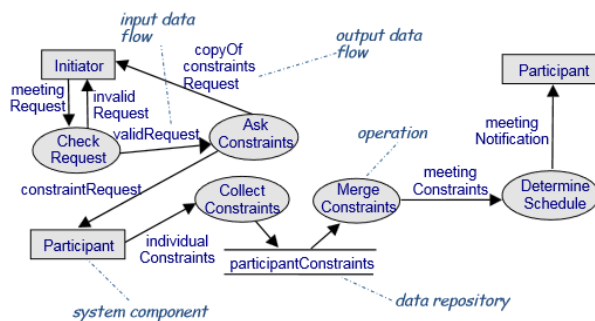 input data
flow
output data
flow
Initiator
copyOf
constraints
Request
Participant
meeting
Request
invalid
Request
Check
Request
validRequest
Ask
Constraints
operation
meeting
Notification
constraintRequest
Collect
Constraints
Merge
Constraints
meeting
Constraints
Determine
Schedule
Participant
individual
Constraints
participantConstraints
system component
data repository